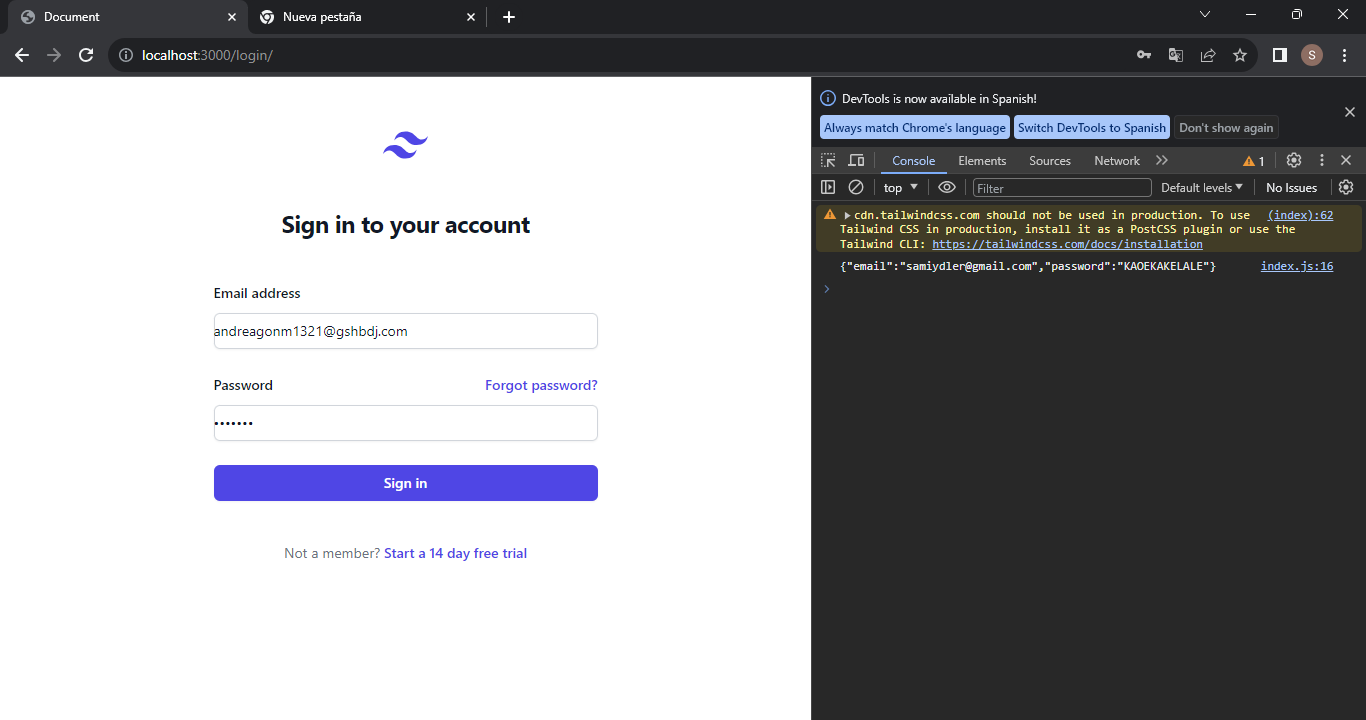 Document
Nueva pestaña
localhost:3000/login/
S
Sign in to your account
Email address
andreagonm1321@gshbdj.com
Password Forgot password?
•••••••
Sign in
Not a member? Start a 14 day free trial
DevTools is now available in Spanish!
Always match Chrome's language Switch DevTools to Spanish Don't show again
Console Elements Sources Network 1
top Filter Default levels No Issues
cdn.tailwindcss.com should not be used in production. To use (index):62
Tailwind CSS in production, install it as a PostCSS plugin or use the
Tailwind CLI: https://tailwindcss.com/docs/installation
{"email":"samiydler@gmail.com","password":"KAOEKAKELALE"} index.js:16